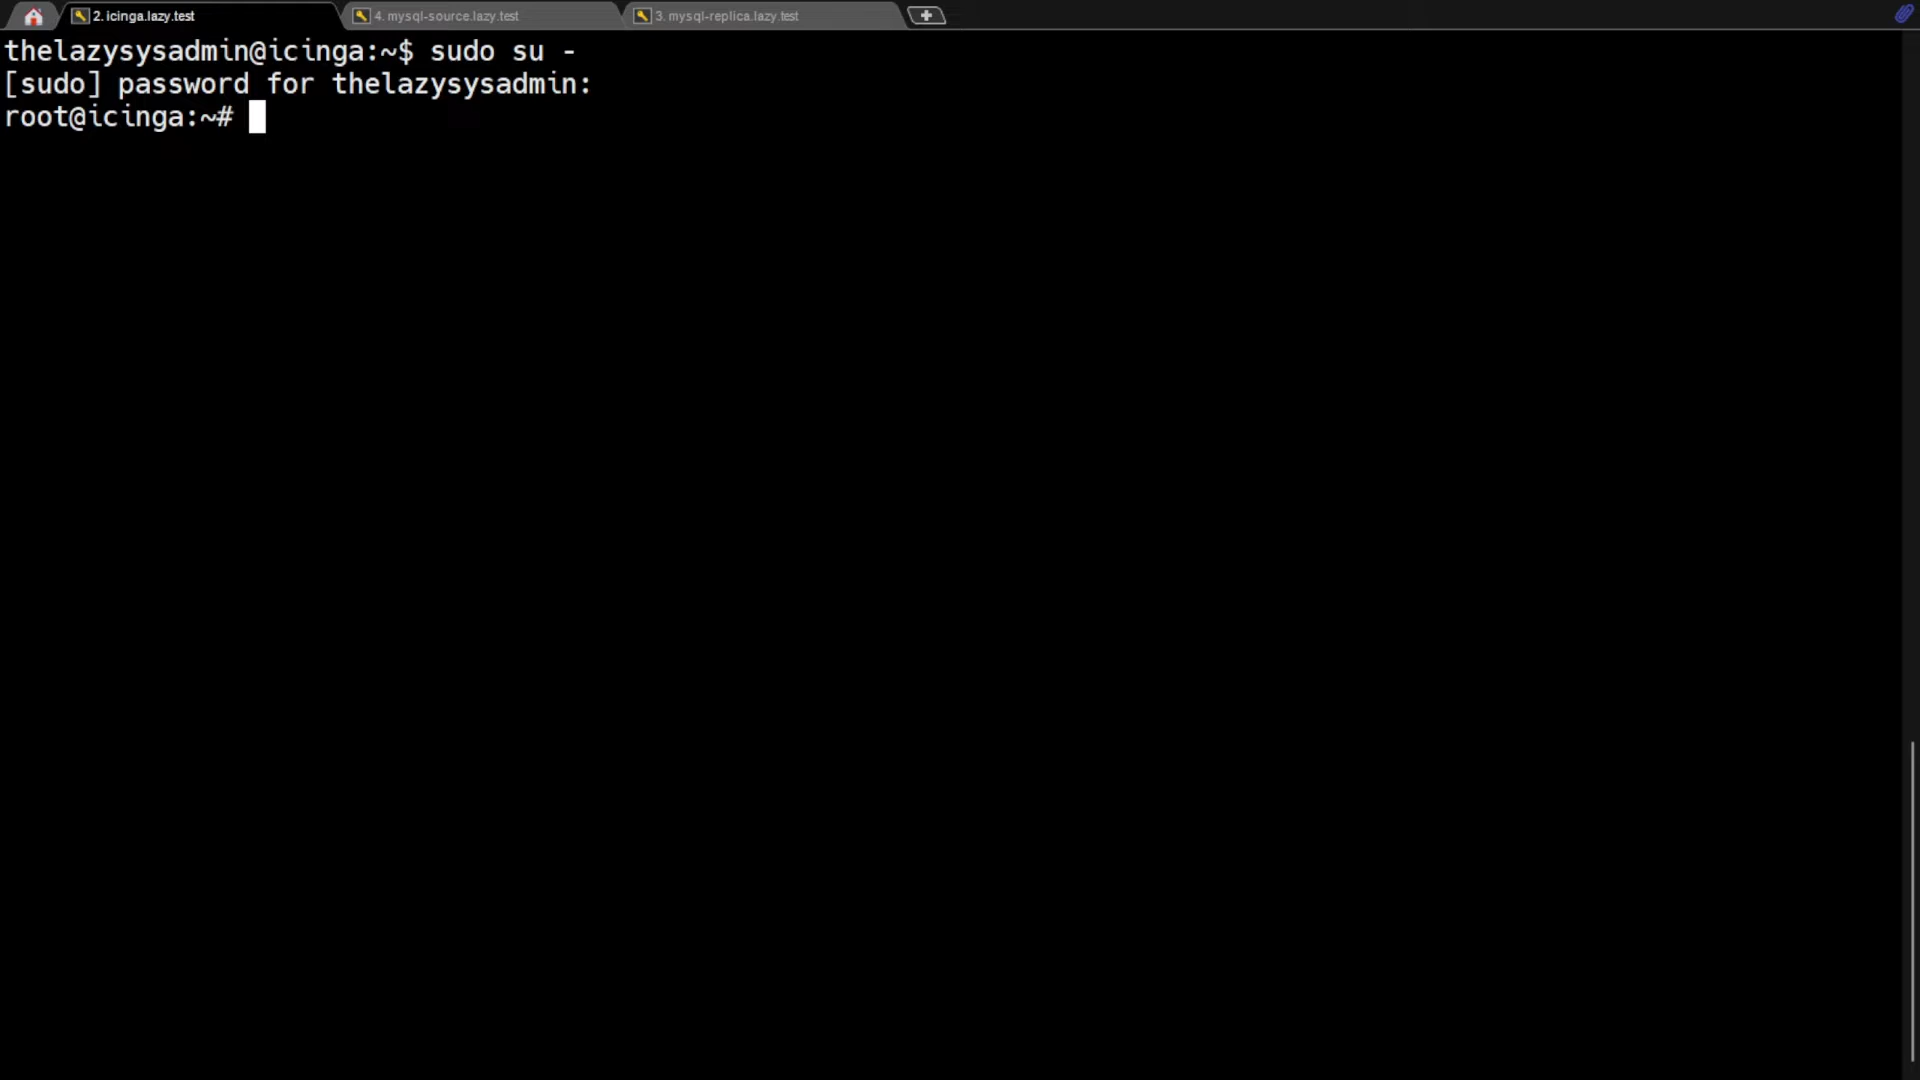 2. icinga.lazy.test
4. mysql-source.lazy.test
3. mysql-replica.lazy.test
thelazysysadmin@icinga:~$ sudo su -
[sudo] password for thelazysysadmin:
root@icinga:~#